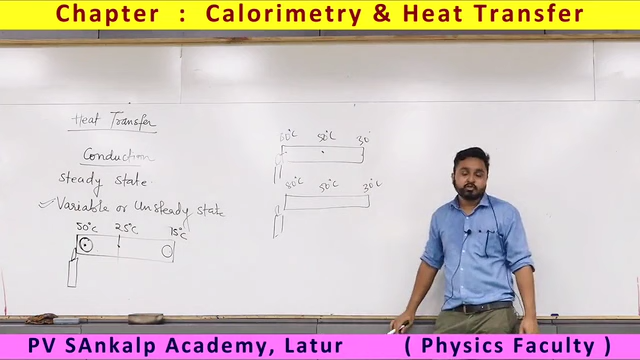 Chapter : Calorimetry & Heat Transfer
Heat Transfer
Conduction
Steady state
Variable or Unsteady state
50°C 25°C 15°C
80°C 50°C 30°
80°C 50°C 30°C
PV SAnkalp Academy, Latur ( Physics Faculty )